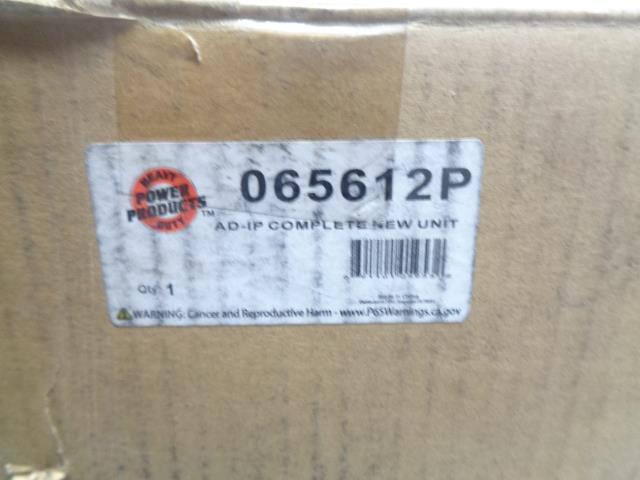 HEAVY
POWER
PRODUCTS™
DUTY
065612P
AD-IP COMPLETE NEW UNIT
Qty: 1
WARNING: Cancer and Reproductive Harm - www.P65Warnings.ca.gov